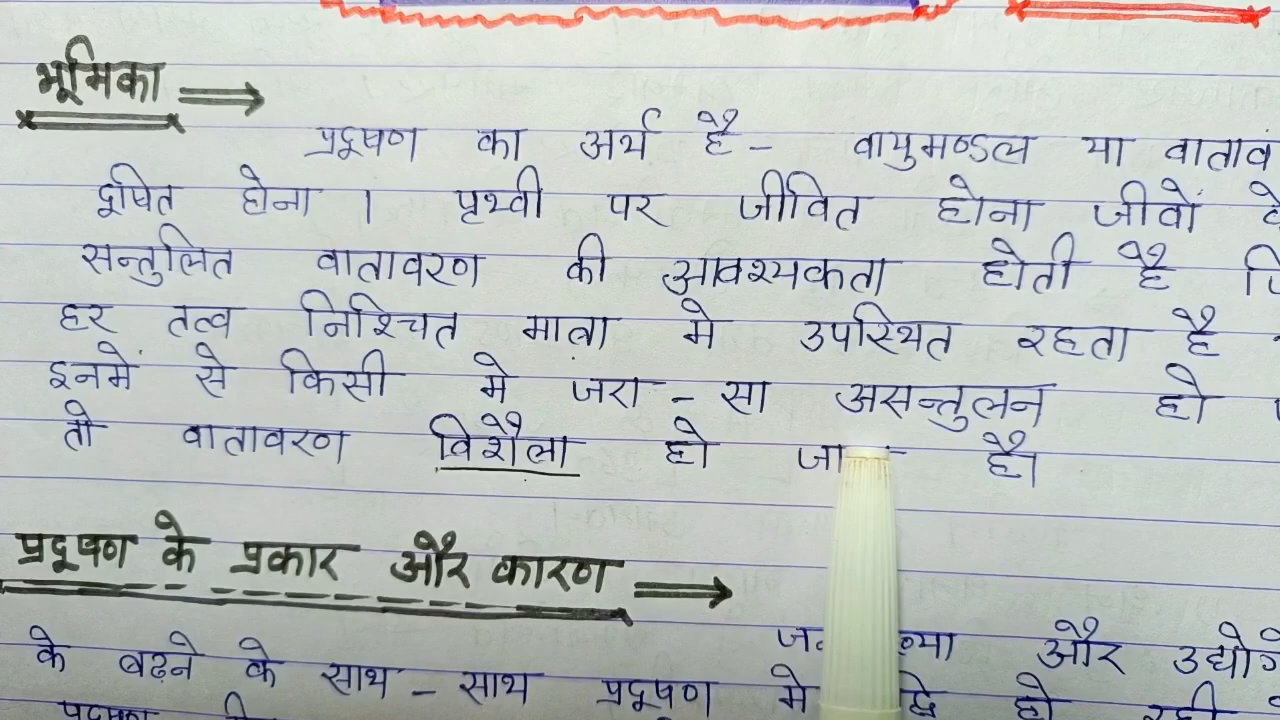 भूमिका
प्रदूषण का अर्थ है - वायुमण्डल या
दूषित होना । पृथ्वी पर जीवित होना जीवों
सन्तुलित वातावरण की आवश्यकता होती है
हर तत्व निश्चित मात्रा मे उपस्थित रहता है
इनमें से किसी मे जरा - सा असन्तुलन हो
तो वातावरण विशैला हो है।
प्रदूषण के प्रकार और कारण
और
के बढ़ने के साथ - साथ प्रदूषण मे हो रही